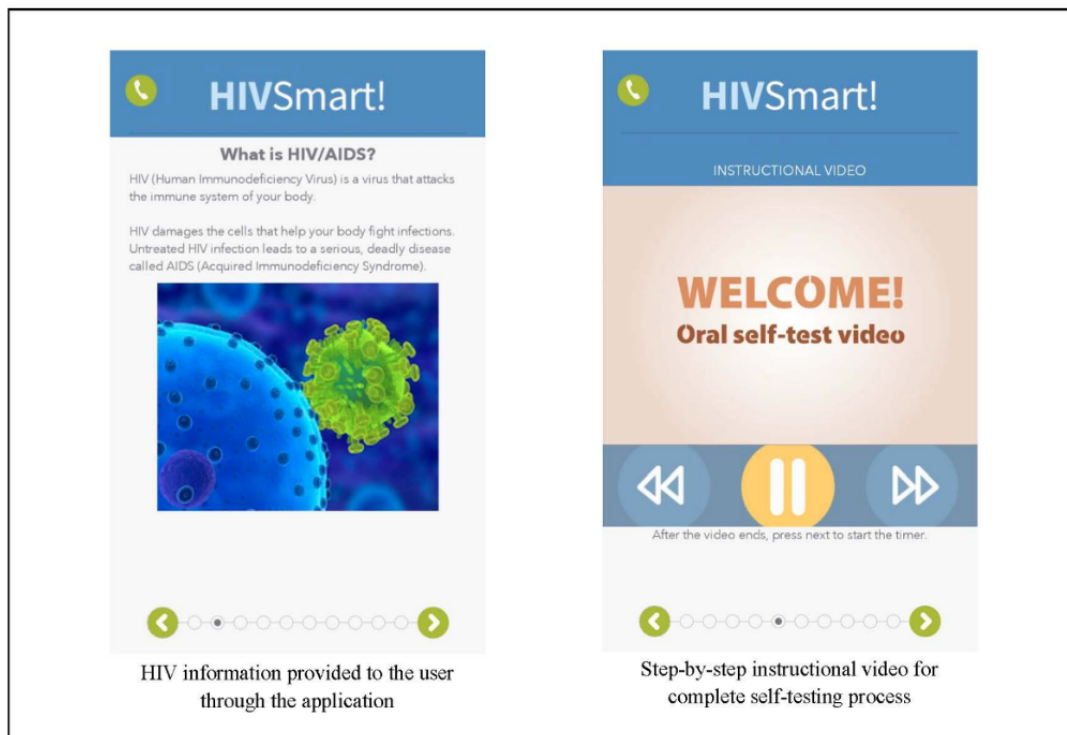 HIVSmart!
What is HIV/AIDS?
HIV (Human Immunodeficiency Virus) is a virus that attacks
the immune system of your body.
HIV damages the cells that help your body fight infections.
Untreated HIV infection leads to a serious, deadly disease
called AIDS (Acquired Immunodeficiency Syndrome).
HIV information provided to the user
through the application
HIVSmart!
INSTRUCTIONAL VIDEO
WELCOME!
Oral self-test video
After the video ends, press next to start the timer.
Step-by-step instructional video for
complete self-testing process